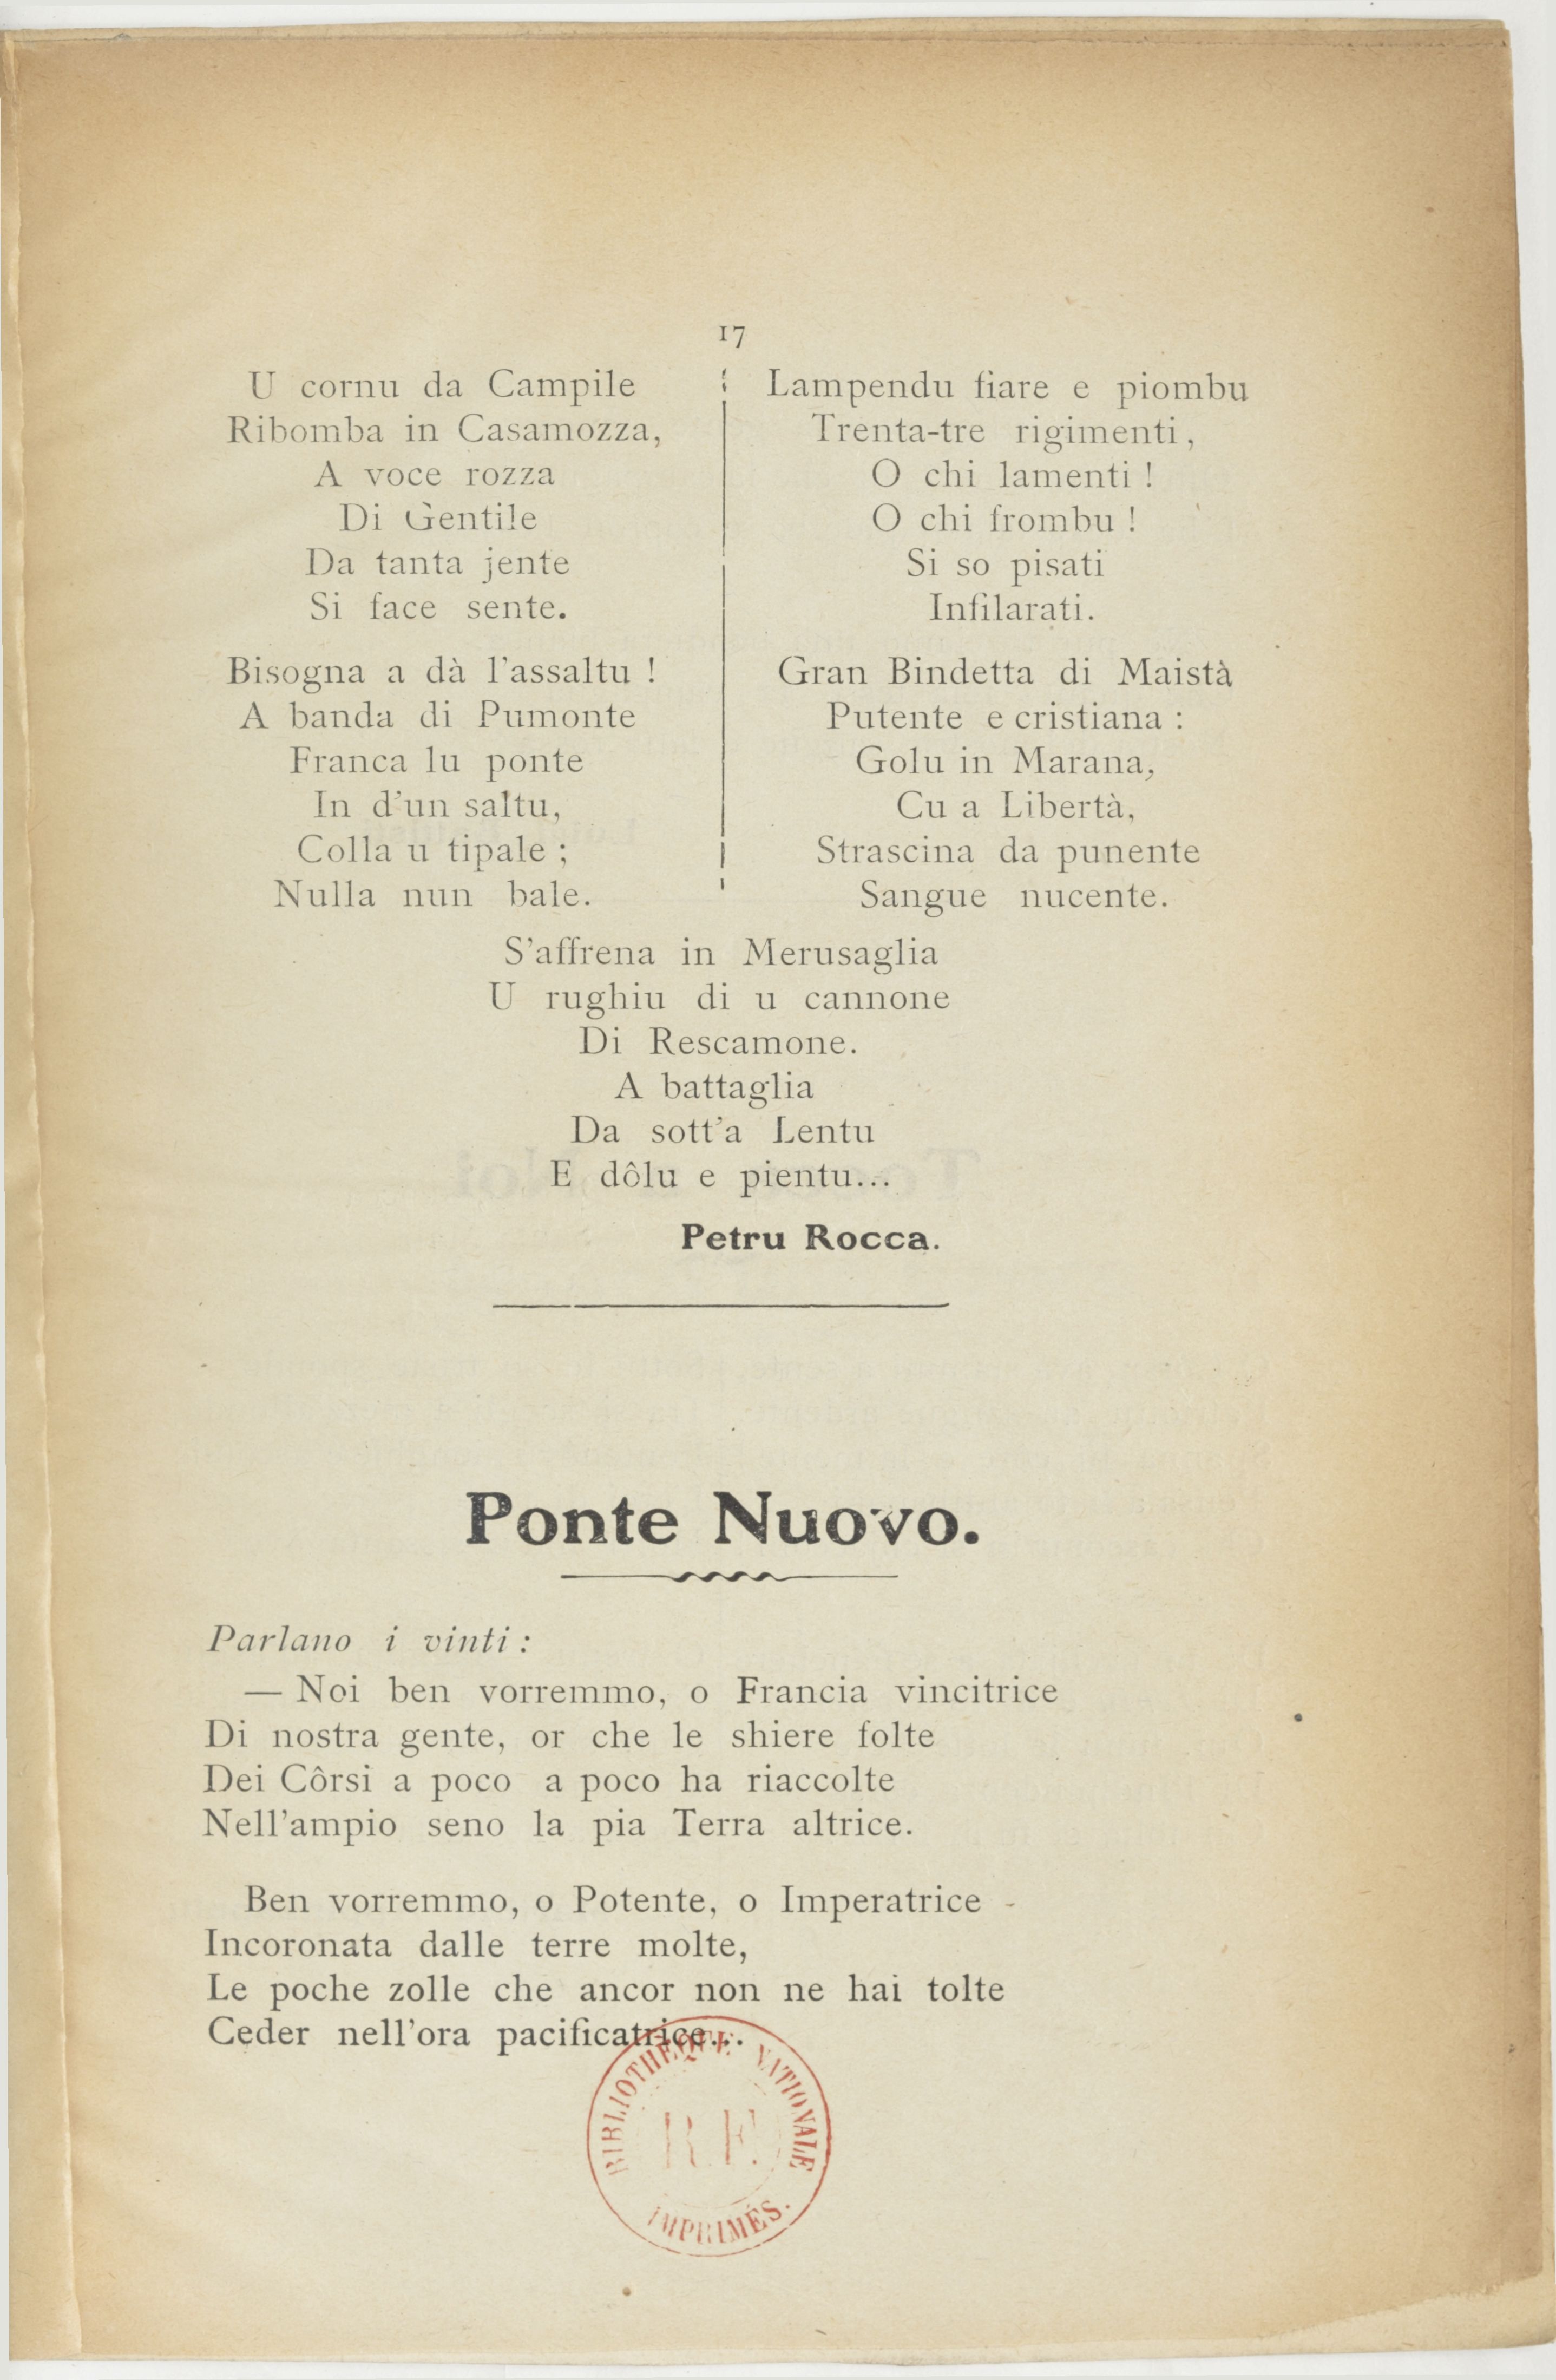 17
U cornu da Campile
Ribomba in Casamozza,
A voce rozza
Di Gentile
Da tanta jente
Si face sente.
Bisogna a dà l'assaltu !
A banda di Pumonte
Franca lu ponte
In d'un saltu,
Colla u tipale ;
Nulla nun bale.
Lampendu fiare e piombu
Trenta-tre rigimenti,
O chi lamenti !
O chi frombu !
Si so pisati
Infilarati.
Gran Bindetta di Maistà
Putente e cristiana :
Golu in Marana,
Cu a Libertà,
Strascina da punente
Sangue nucente.
S'affrena in Merusaglia
U rughiu di u cannone
Di Rescamone.
A battaglia
Da sott'a Lentu
E dôlu e pientu...
Petru Rocca.
Ponte Nuovo.
Parlano i vinti :
— Noi ben vorremmo, o Francia vincitrice
Di nostra gente, or che le shiere folte
Dei Côrsi a poco a poco ha riaccolte
Nell'ampio seno la pia Terra altrice.
Ben vorremmo, o Potente, o Imperatrice -
Incoronata dalle terre molte,
Le poche zolle che ancor non ne hai tolte
Ceder nell'ora pacificatrice...
BIBLIOTHÈQUE NATIONALE
R.F.
IMPRIMÉS.